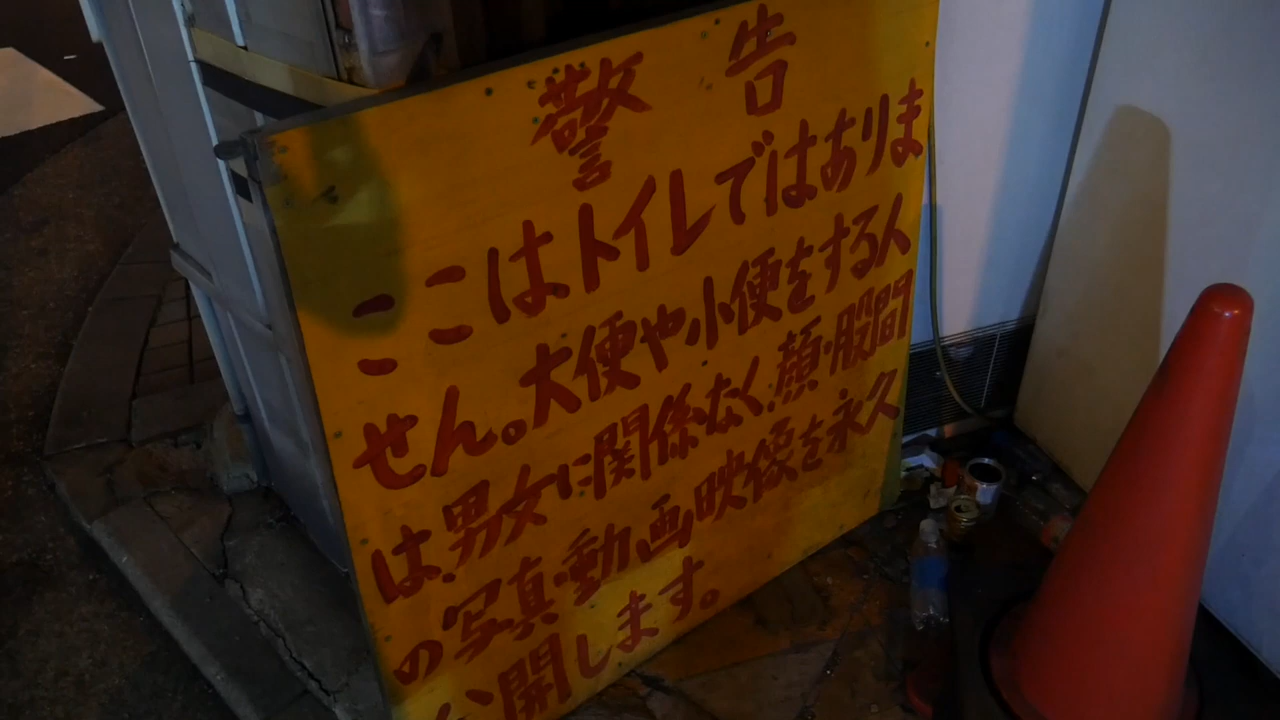 警告
ここはトイレではありま
せん。大便や小便をする人
は、男女に関係なく、顔・股間
の写真・動画映像を永久
公開します。